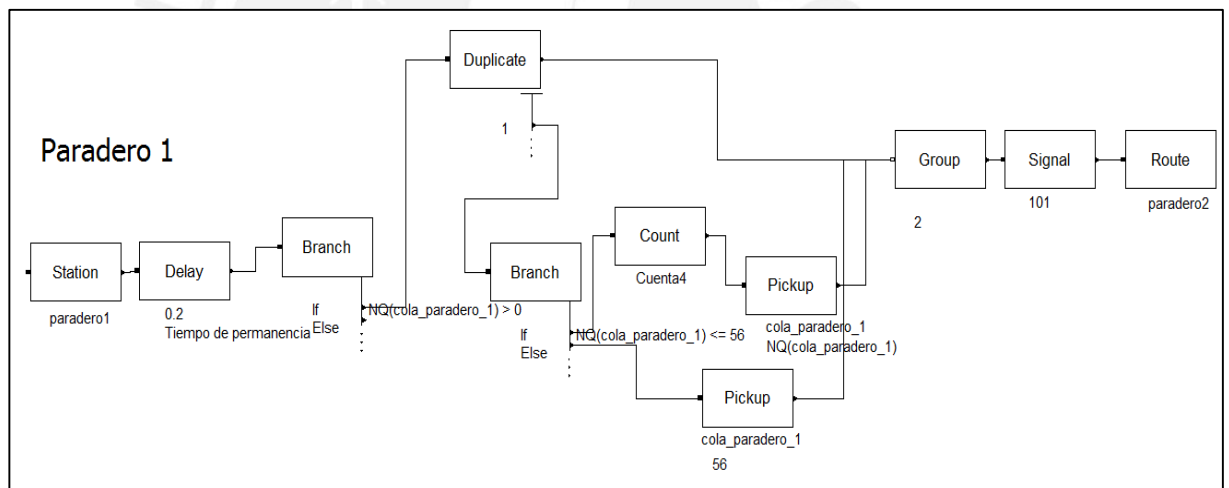 Duplicate
1
Paradero 1
Station
paradero1
Delay
0.2
Tiempo de permanencia
Branch
If
NQ(cola_paradero_1) > 0
Else
Branch
If
NQ(cola_paradero_1) <= 56
Else
Count
Cuenta4
Pickup
cola_paradero_1
NQ(cola_paradero_1)
Pickup
cola_paradero_1
56
Group
2
Signal
101
Route
paradero2